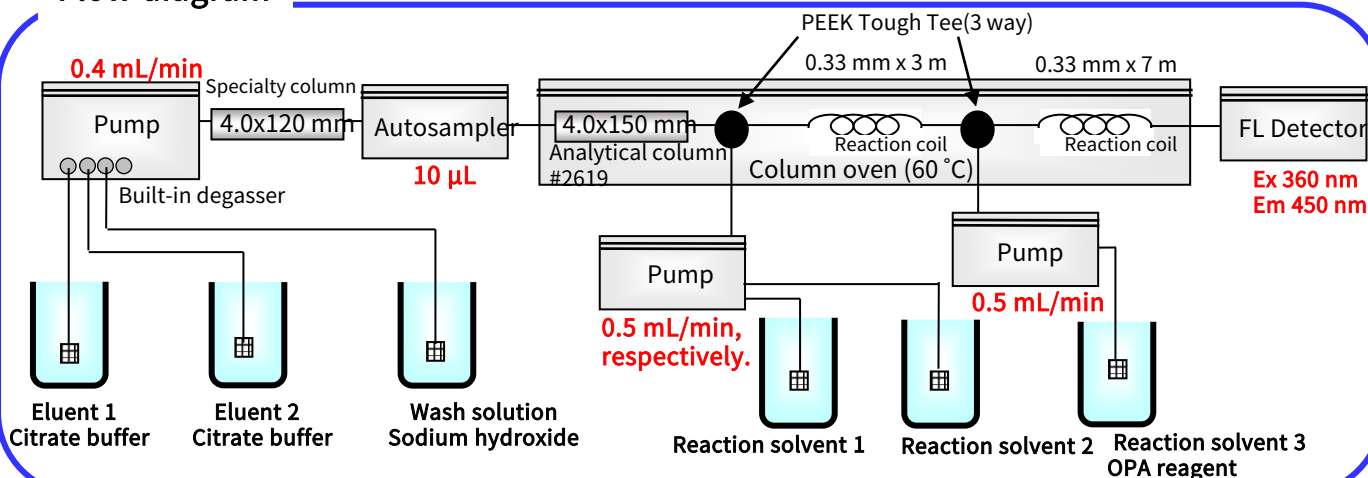 Flow diagram
PEEK Tough Tee(3 way)
0.4 mL/min
Specialty column
0.33 mm x 3 m
0.33 mm x 7 m
Pump
4.0x120 mm
Autosampler
4.0x150 mm
FL Detector
Analytical column
#2619
Reaction coil
Reaction coil
Column oven (60 ˚C)
10 μL
Ex 360 nm
Em 450 nm
Built-in degasser
Pump
Pump
0.5 mL/min
0.5 mL/min,
respectively.
Eluent 1
Citrate buffer
Eluent 2
Citrate buffer
Wash solution
Sodium hydroxide
Reaction solvent 1
Reaction solvent 2
Reaction solvent 3
OPA reagent